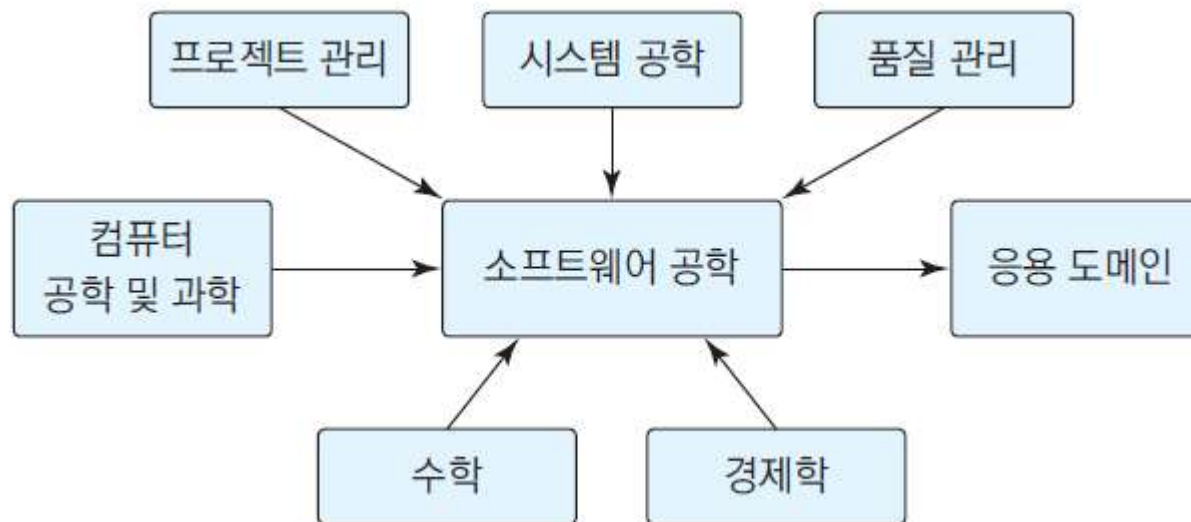 프로젝트 관리
시스템 공학
품질 관리
컴퓨터
공학 및 과학
소프트웨어 공학
응용 도메인
수학
경제학